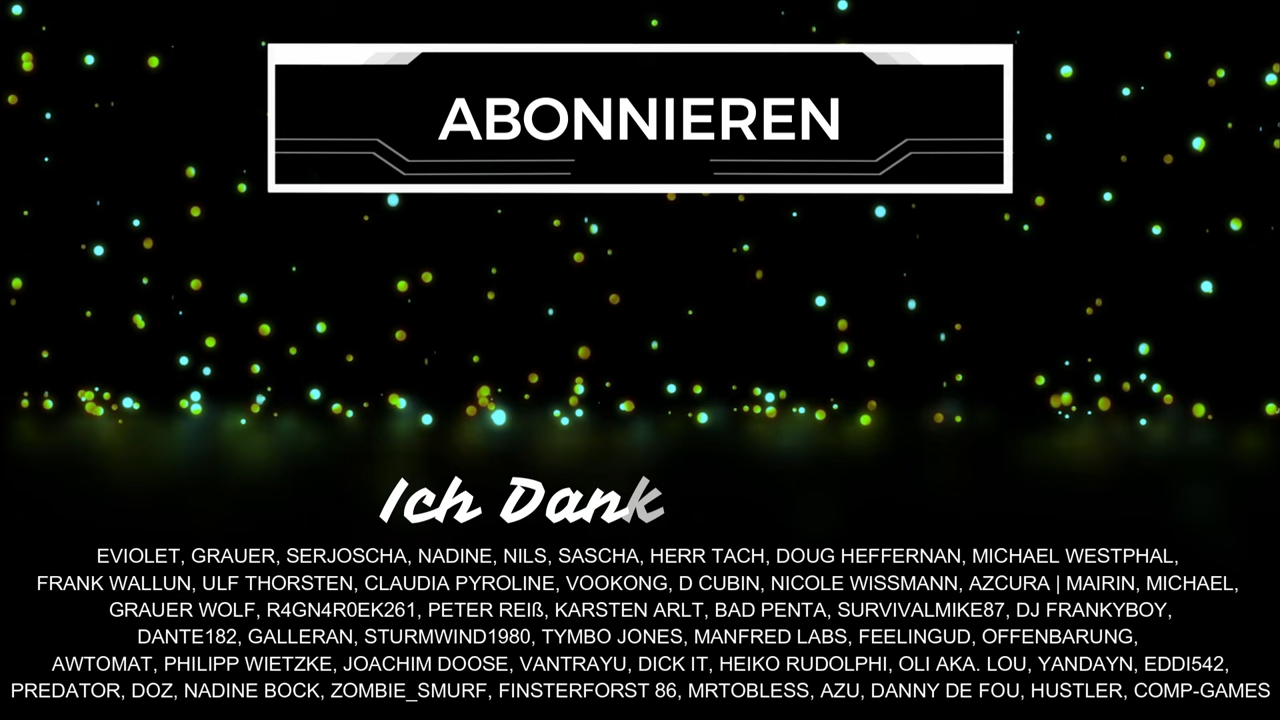 ABONNIEREN
Ich Dank
EVIOLET, GRAUER, SERJOSCHA, NADINE, NILS, SASCHA, HERR TACH, DOUG HEFFERNAN, MICHAEL WESTPHAL,
FRANK WALLUN, ULF THORSTEN, CLAUDIA PYROLINE, VOOKONG, D CUBIN, NICOLE WISSMANN, AZCURA | MAIRIN, MICHAEL,
GRAUER WOLF, R4GN4R0EK261, PETER REIß, KARSTEN ARLT, BAD PENTA, SURVIVALMIKE87, DJ FRANKYBOY,
DANTE182, GALLERAN, STURMWIND1980, TYMBO JONES, MANFRED LABS, FEELINGUD, OFFENBARUNG,
AWTOMAT, PHILIPP WIETZKE, JOACHIM DOOSE, VANTRAYU, DICK IT, HEIKO RUDOLPHI, OLI AKA. LOU, YANDAYN, EDDI542,
PREDATOR, DOZ, NADINE BOCK, ZOMBIE_SMURF, FINSTERFORST 86, MRTOBLESS, AZU, DANNY DE FOU, HUSTLER, COMP-GAMES